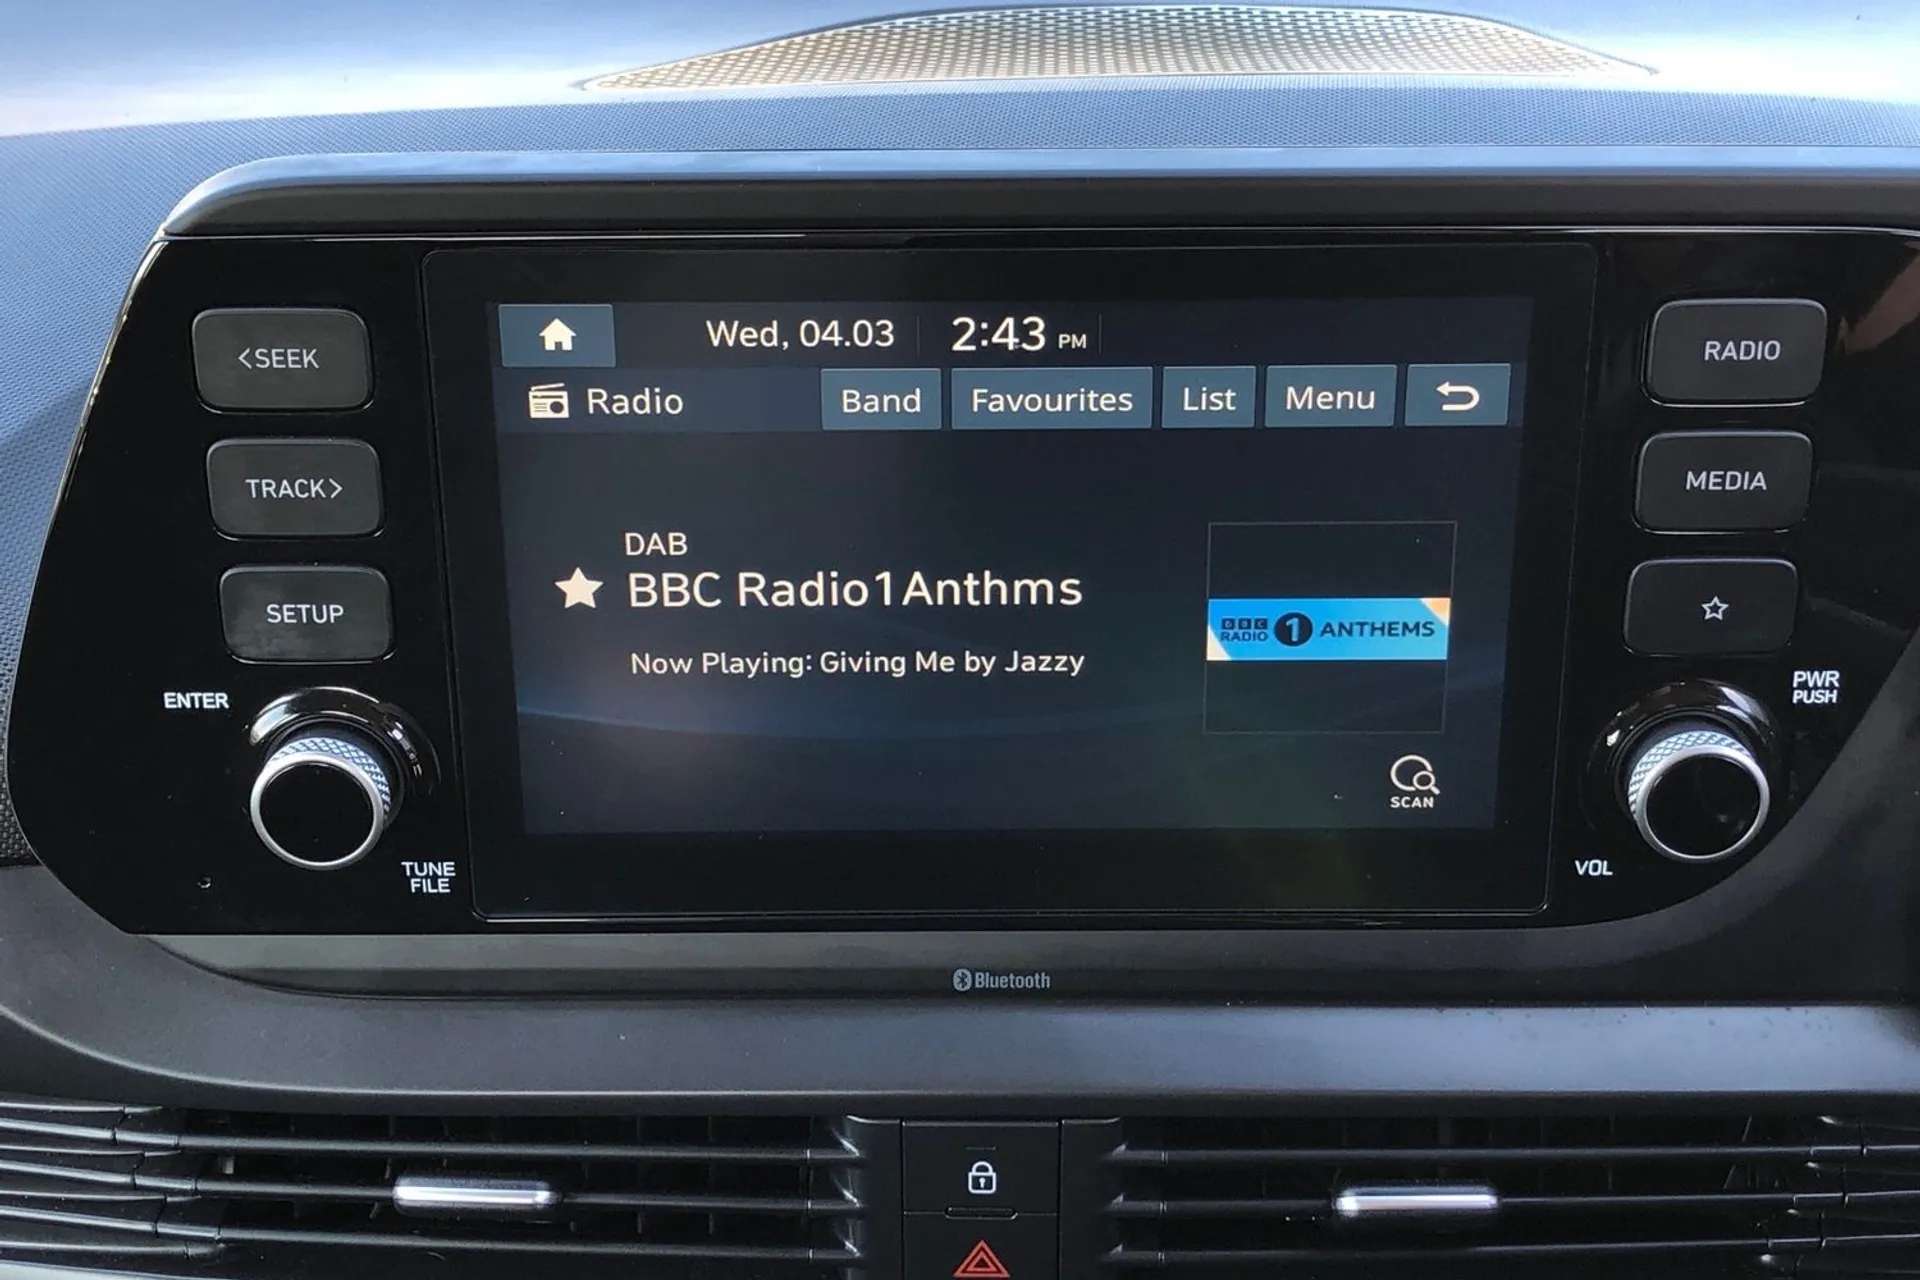 Wed, 04.03 2:43 PM
<SEEK
RADIO
Radio Band Favourites List Menu
TRACK>
MEDIA
DAB
BBC Radio1Anthms
BBC RADIO 1 ANTHEMS
Now Playing: Giving Me by Jazzy
SETUP
ENTER
PWR
PUSH
SCAN
TUNE
FILE
VOL
Bluetooth